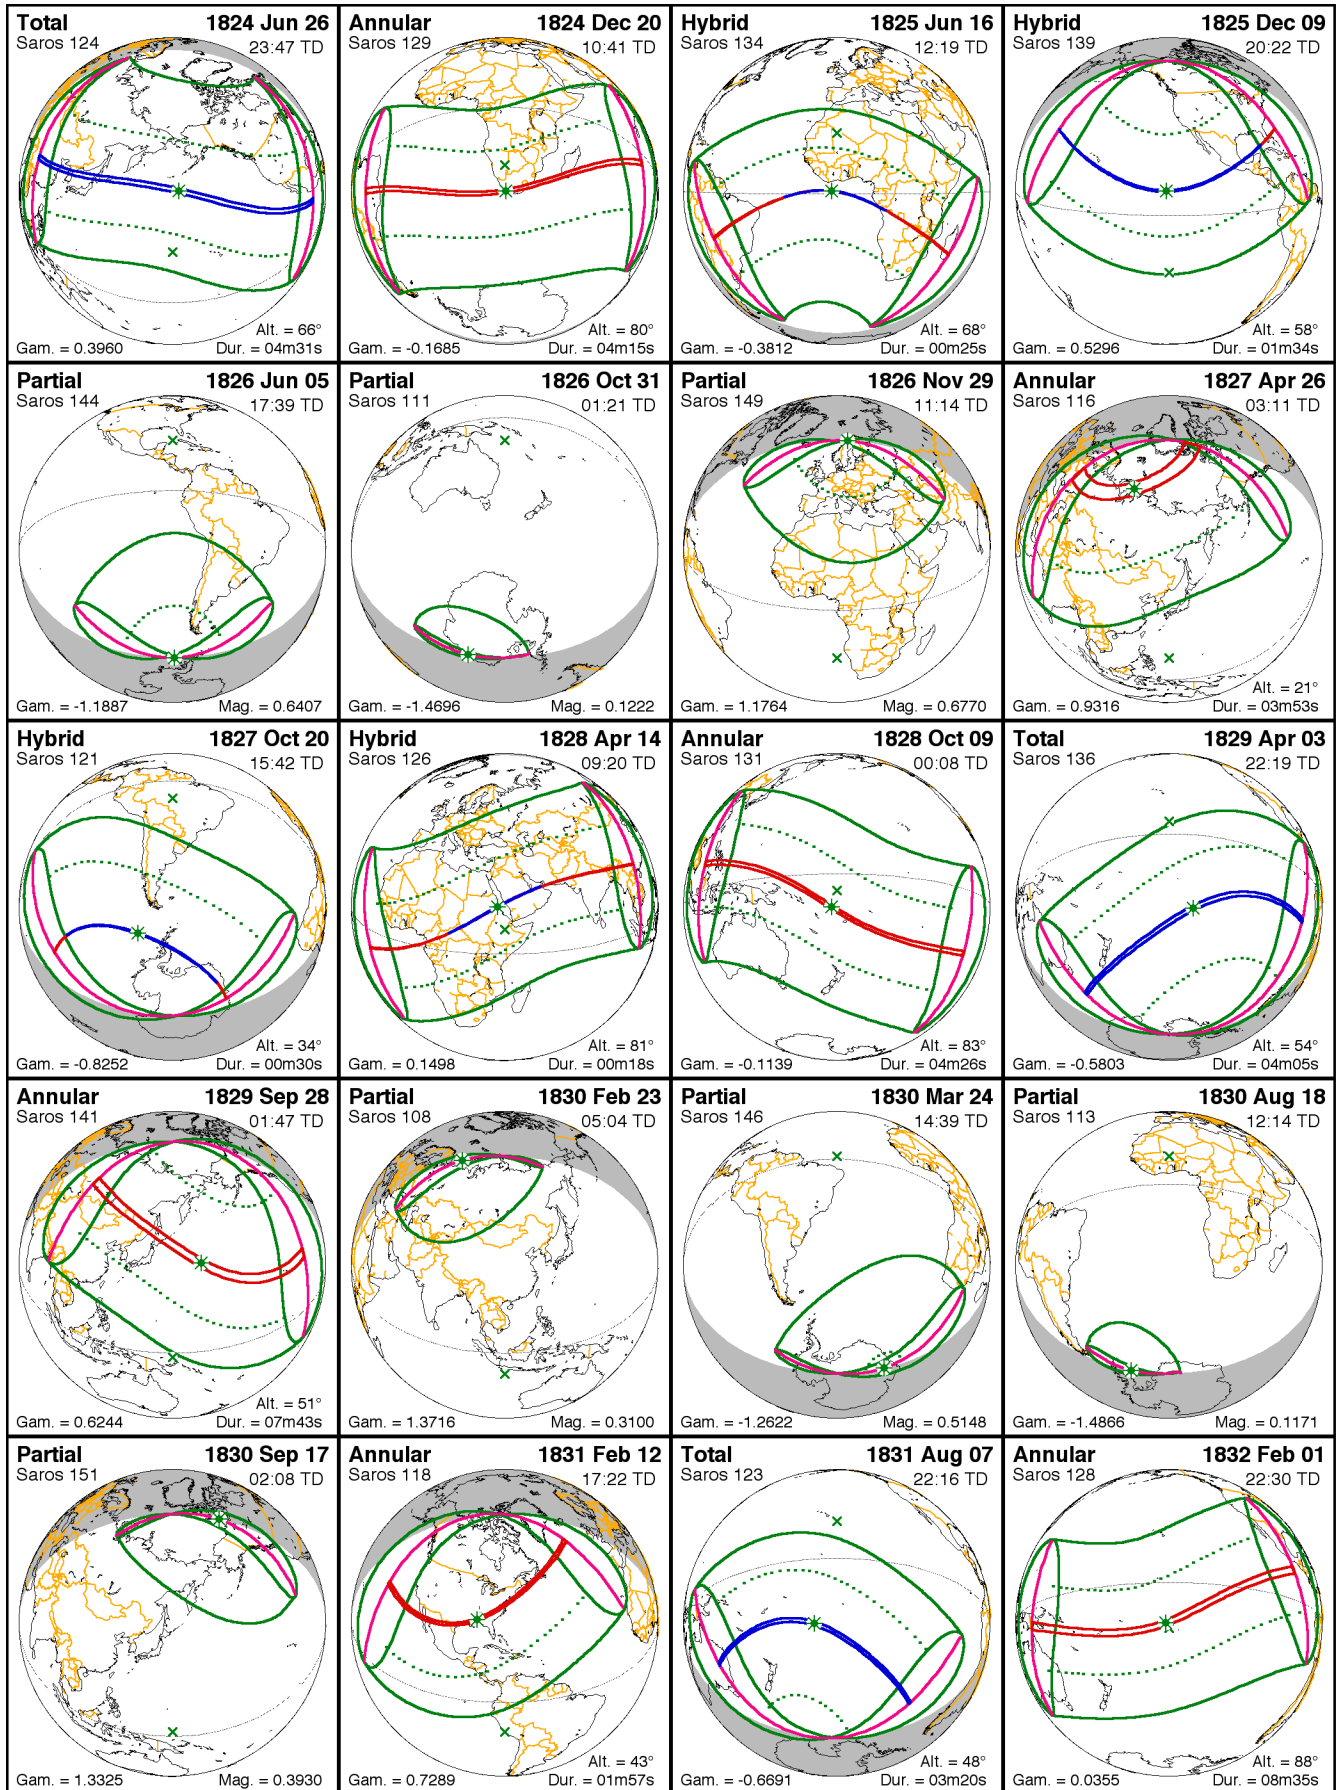 Total 1824 Jun 26
Saros 124 23:47 TD
Alt. = 66°
Gam. = 0.3960 Dur. = 04m31s
Annular 1824 Dec 20
Saros 129 10:41 TD
Alt. = 80°
Gam. = -0.1685 Dur. = 04m15s
Hybrid 1825 Jun 16
Saros 134 12:19 TD
Alt. = 68°
Gam. = -0.3812 Dur. = 00m25s
Hybrid 1825 Dec 09
Saros 139 20:22 TD
Alt. = 58°
Gam. = 0.5296 Dur. = 01m34s
Partial 1826 Jun 05
Saros 144 17:39 TD
Gam. = -1.1887 Mag. = 0.6407
Partial 1826 Oct 31
Saros 111 01:21 TD
Gam. = -1.4696 Mag. = 0.1222
Partial 1826 Nov 29
Saros 149 11:14 TD
Gam. = 1.1764 Mag. = 0.6770
Annular 1827 Apr 26
Saros 116 03:11 TD
Alt. = 21°
Gam. = 0.9316 Dur. = 03m53s
Hybrid 1827 Oct 20
Saros 121 15:42 TD
Alt. = 34°
Gam. = -0.8252 Dur. = 00m30s
Hybrid 1828 Apr 14
Saros 126 09:20 TD
Alt. = 81°
Gam. = 0.1498 Dur. = 00m18s
Annular 1828 Oct 09
Saros 131 00:08 TD
Alt. = 83°
Gam. = -0.1139 Dur. = 04m26s
Total 1829 Apr 03
Saros 136 22:19 TD
Alt. = 54°
Gam. = -0.5803 Dur. = 04m05s
Annular 1829 Sep 28
Saros 141 01:47 TD
Alt. = 51°
Gam. = 0.6244 Dur. = 07m43s
Partial 1830 Feb 23
Saros 108 05:04 TD
Gam. = 1.3716 Mag. = 0.3100
Partial 1830 Mar 24
Saros 146 14:39 TD
Gam. = -1.2622 Mag. = 0.5148
Partial 1830 Aug 18
Saros 113 12:14 TD
Gam. = -1.4866 Mag. = 0.1171
Partial 1830 Sep 17
Saros 151 02:08 TD
Gam. = 1.3325 Mag. = 0.3930
Annular 1831 Feb 12
Saros 118 17:22 TD
Alt. = 43°
Gam. = 0.7289 Dur. = 01m57s
Total 1831 Aug 07
Saros 123 22:16 TD
Alt. = 48°
Gam. = -0.6691 Dur. = 03m20s
Annular 1832 Feb 01
Saros 128 22:30 TD
Alt. = 88°
Gam. = 0.0355 Dur. = 08m35s